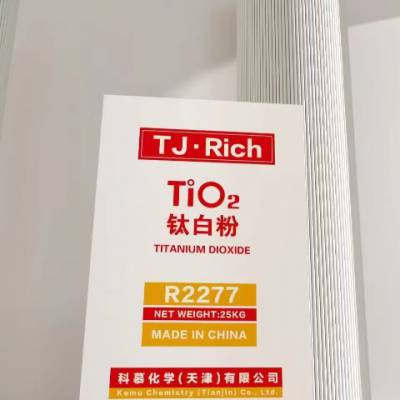 TJ·Rich
TiO₂
钛白粉
TITANIUM DIOXIDE
R2277
NET WEIGHT:25KG
MADE IN CHINA
科慕化学(天津)有限公司
Kemu Chemistry (Tianjin) Co., Ltd.